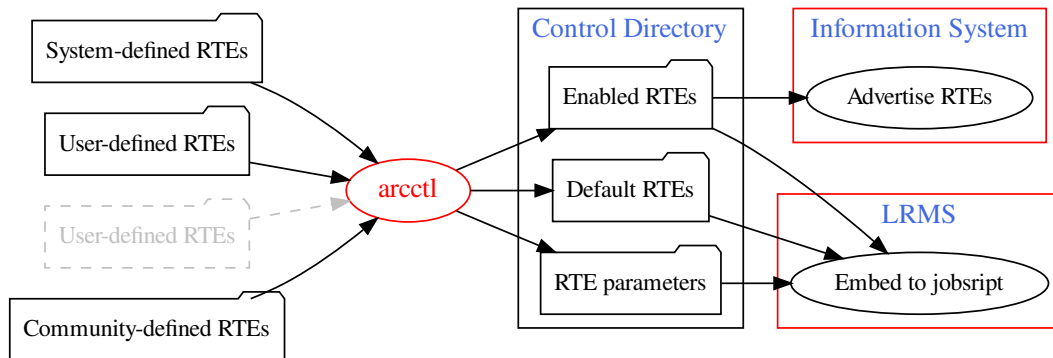 System-defined RTEs
User-defined RTEs
User-defined RTEs
Community-defined RTEs
arcctl
Control Directory
Enabled RTEs
Default RTEs
RTE parameters
Information System
Advertise RTEs
LRMS
Embed to jobsript